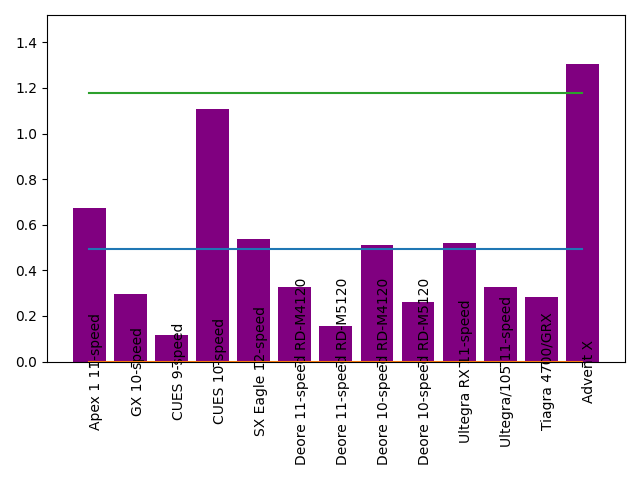 1.4
1.2
1.0
0.8
0.6
0.4
0.2
0.0
Apex 1 11-speed
GX 10-speed
CUES 9-speed
CUES 10-speed
SX Eagle 12-speed
Deore 11-speed RD-M4120
Deore 11-speed RD-M5120
Deore 10-speed RD-M4120
Deore 10-speed RD-M5120
Ultegra RX 11-speed
Ultegra/105 11-speed
Tiagra 4700/GRX
Advent X